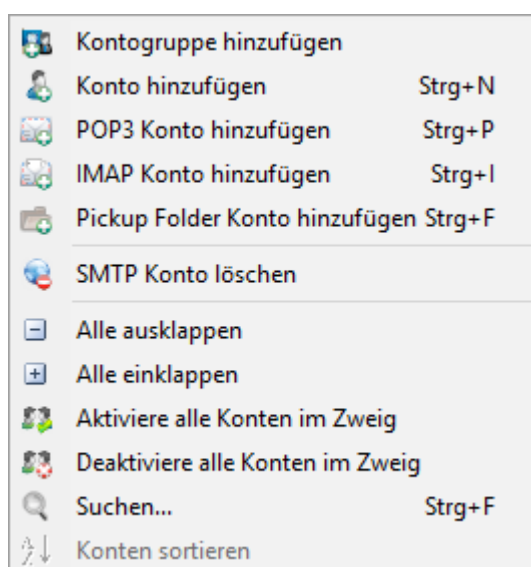 Kontogruppe hinzufügen
Konto hinzufügen Strg+N
POP3 Konto hinzufügen Strg+P
IMAP Konto hinzufügen Strg+I
Pickup Folder Konto hinzufügen Strg+F
SMTP Konto löschen
Alle ausklappen
Alle einklappen
Aktiviere alle Konten im Zweig
Deaktiviere alle Konten im Zweig
Suchen... Strg+F
Konten sortieren